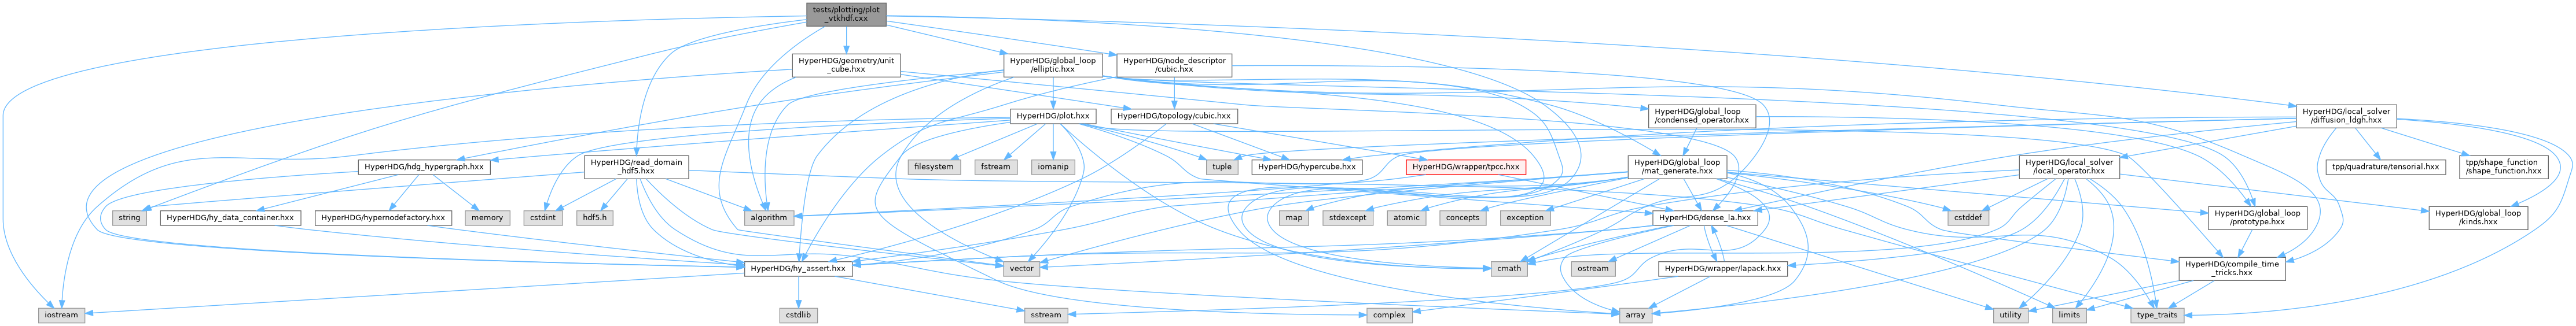 tests/plotting/plot
_vtkhdf.cxx
HyperHDG/geometry/unit
_cube.hxx
HyperHDG/global_loop
/elliptic.hxx
HyperHDG/node_descriptor
/cubic.hxx
HyperHDG/plot.hxx
HyperHDG/topology/cubic.hxx
HyperHDG/global_loop
/condensed_operator.hxx
HyperHDG/local_solver
/diffusion_ldgh.hxx
HyperHDG/hdg_hypergraph.hxx
HyperHDG/read_domain
_hdf5.hxx
filesystem
fstream
iomanip
tuple
HyperHDG/hypercube.hxx
HyperHDG/wrapper/tpcc.hxx
HyperHDG/global_loop
/mat_generate.hxx
HyperHDG/local_solver
/local_operator.hxx
tpp/quadrature/tensorial.hxx
tpp/shape_function
/shape_function.hxx
string
HyperHDG/hy_data_container.hxx
HyperHDG/hypernodefactory.hxx
memory
cstdint
hdf5.h
algorithm
map
stdexcept
atomic
concepts
exception
HyperHDG/dense_la.hxx
cstddef
HyperHDG/global_loop
/prototype.hxx
HyperHDG/global_loop
/kinds.hxx
HyperHDG/hy_assert.hxx
vector
cmath
ostream
HyperHDG/wrapper/lapack.hxx
HyperHDG/compile_time
_tricks.hxx
iostream
cstdlib
sstream
complex
array
utility
limits
type_traits